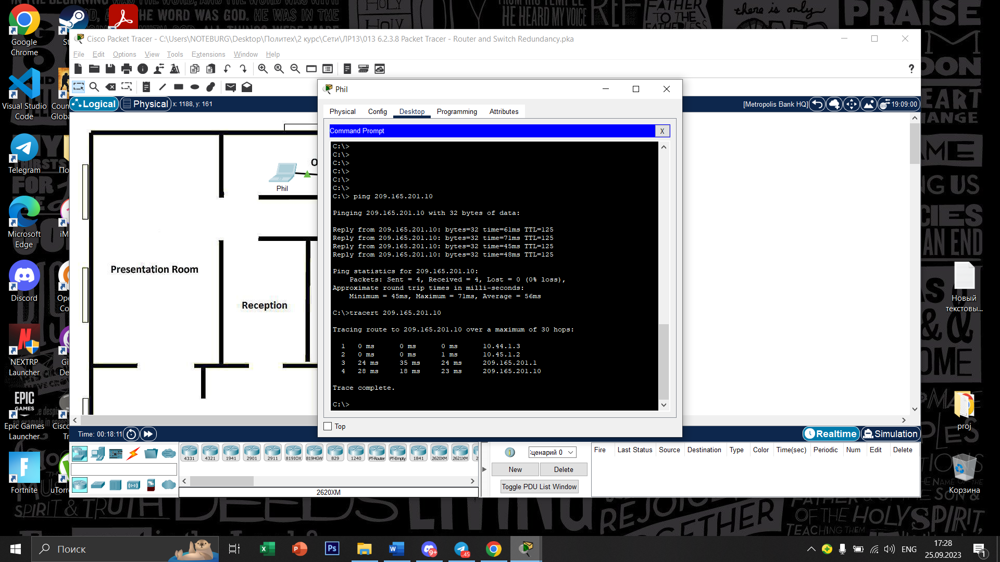 Google
Chrome
Visual Studio
Code
Telegram
Microsoft
Edge
Discord
NEXTRP
Launcher
Epic Games
Launcher
Fortnite
Cisco Packet Tracer - C:\Users\NOTEBURG\Desktop\Политех\2 курс\Сети\ЛР13\013 6.2.3.8 Packet Tracer - Router and Switch Redundancy.pka
File Edit Options View Tools Extensions Window Help
Logical Physical x: 1188, y: 161
[Metropolis Bank HQ] 19:09:00
Phil
Presentation Room
Reception
Phil
Physical Config Desktop Programming Attributes
Command Prompt X
C:\>
C:\>
C:\>
C:\>
C:\>
C:\>
C:\> ping 209.165.201.10
Pinging 209.165.201.10 with 32 bytes of data:
Reply from 209.165.201.10: bytes=32 time=61ms TTL=125
Reply from 209.165.201.10: bytes=32 time=71ms TTL=125
Reply from 209.165.201.10: bytes=32 time=45ms TTL=125
Reply from 209.165.201.10: bytes=32 time=48ms TTL=125
Ping statistics for 209.165.201.10:
Packets: Sent = 4, Received = 4, Lost = 0 (0% loss),
Approximate round trip times in milli-seconds:
Minimum = 45ms, Maximum = 71ms, Average = 56ms
C:\>tracert 209.165.201.10
Tracing route to 209.165.201.10 over a maximum of 30 hops:
1 0 ms 0 ms 0 ms 10.44.1.3
2 0 ms 0 ms 1 ms 10.45.1.2
3 24 ms 35 ms 24 ms 209.165.201.1
4 28 ms 18 ms 23 ms 209.165.201.10
Trace complete.
C:\>
Top
Time: 00:18:11
Realtime Simulation
4331 4321 1941 2901 2911 819IOX 819HGW 829 1240 PT-Router PT-Empty 1841 2620XM 2621XM
2620XM
ценарий 0
New Delete
Toggle PDU List Window
Fire Last Status Source Destination Type Color Time(sec) Periodic Num Edit Delete
Новый
текстовы...
proj
Корзина
Поиск
9+
45
ENG
17:28
25.09.2023
1